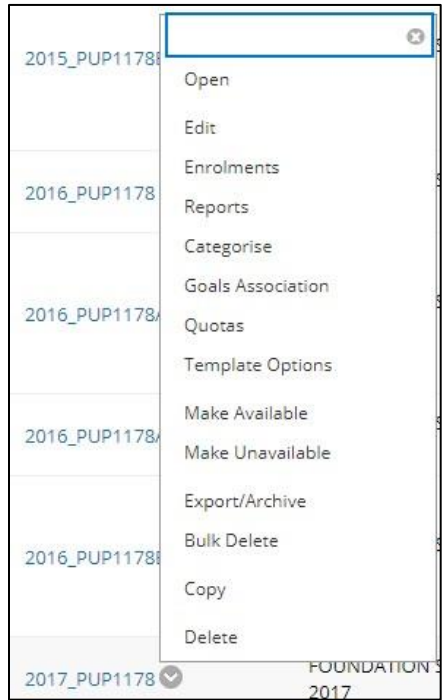 2015_PUP1178
Open
Edit
Enrolments
2016_PUP1178
Reports
Categorise
Goals Association
2016_PUP1178
Quotas
Template Options
Make Available
2016_PUP1178
Make Unavailable
Export/Archive
Bulk Delete
2016_PUP1178
Copy
Delete
2017_PUP1178
FOUNDATION
2017